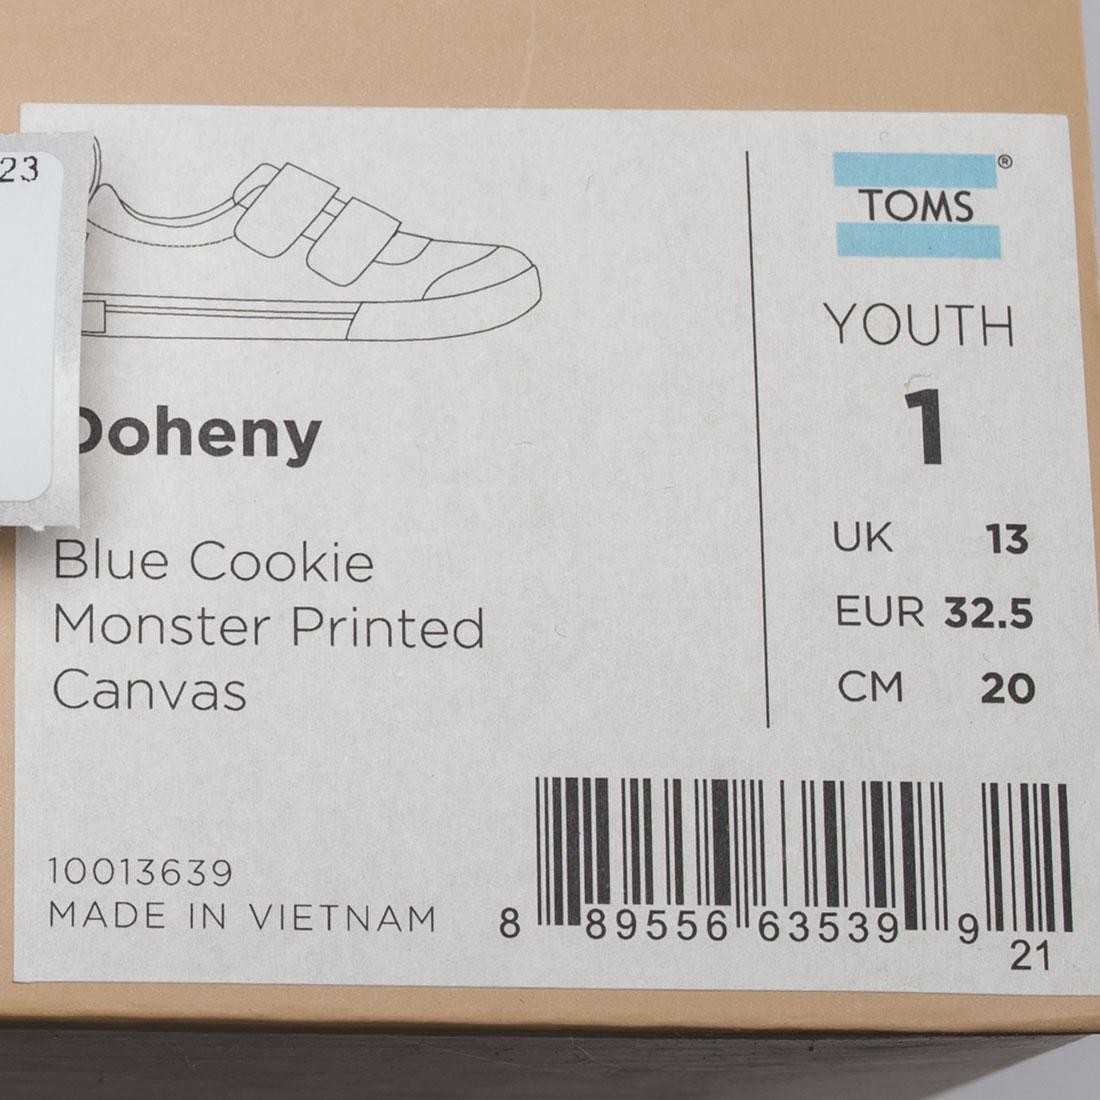 23
TOMS®
YOUTH
1
UK 13
EUR 32.5
CM 20
Doheny
Blue Cookie
Monster Printed
Canvas
10013639
MADE IN VIETNAM
8 89556 63539 9
21